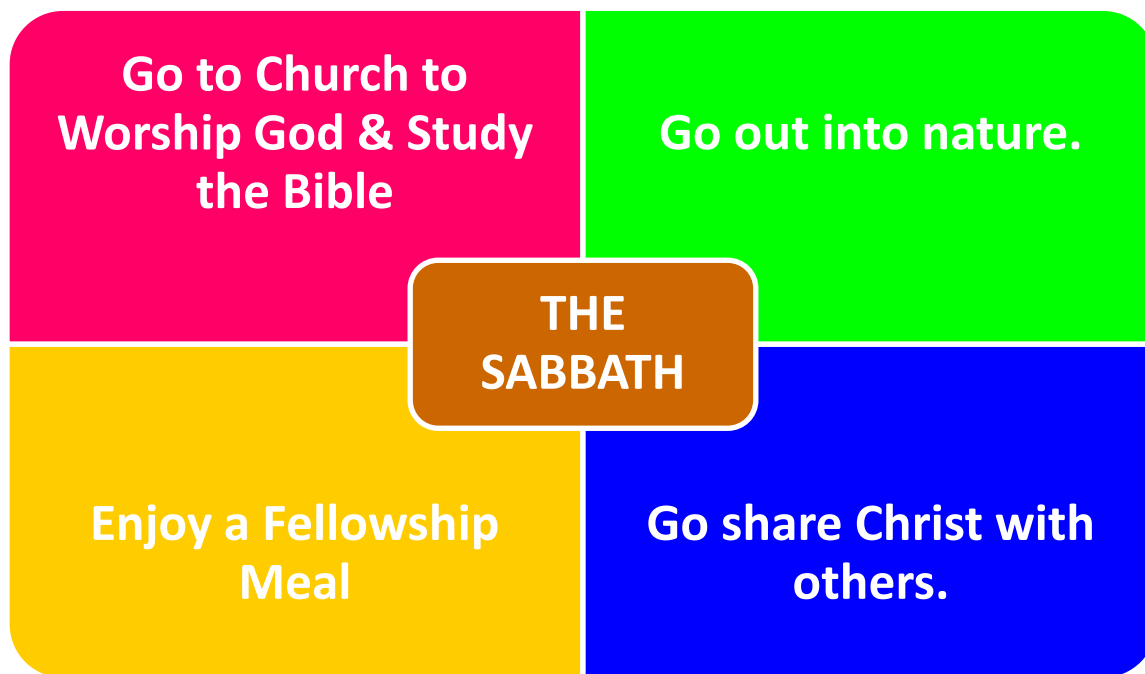 Go to Church to
Worship God & Study
the Bible
Go out into nature.
THE
SABBATH
Enjoy a Fellowship
Meal
Go share Christ with
others.